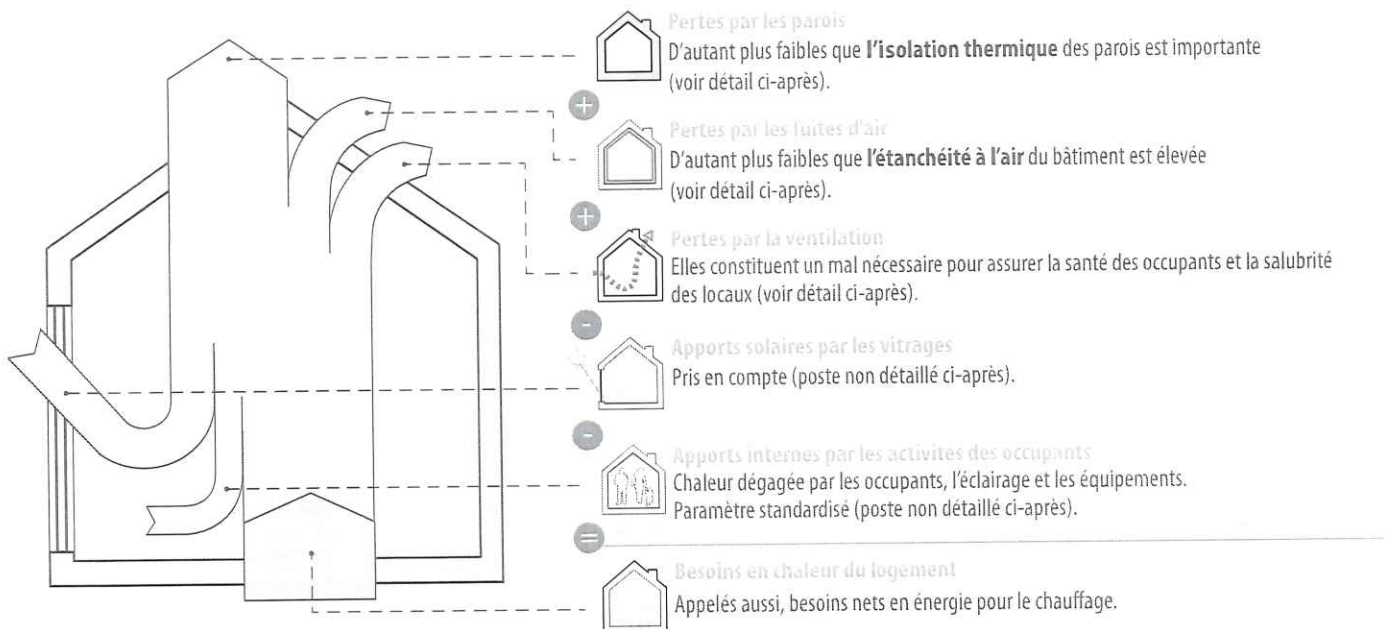 Pertes par les parois
D'autant plus faibles que l'isolation thermique des parois est importante
(voir détail ci-après).
+
Pertes par les fuites d'air
D'autant plus faibles que l'étanchéité à l'air du bâtiment est élevée
(voir détail ci-après).
+
Pertes par la ventilation
Elles constituent un mal nécessaire pour assurer la santé des occupants et la salubrité
des locaux (voir détail ci-après).
-
Apports solaires par les vitrages
Pris en compte (poste non détaillé ci-après).
-
Apports internes par les activités des occupants
Chaleur dégagée par les occupants, l'éclairage et les équipements.
Paramètre standardisé (poste non détaillé ci-après).
=
Besoins en chaleur du logement
Appelés aussi, besoins nets en énergie pour le chauffage.